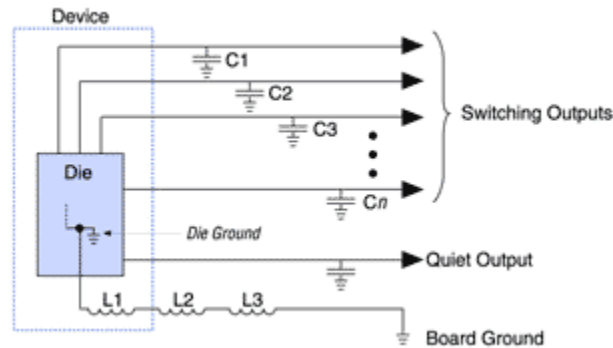 Device
C1
C2
C3
Switching Outputs
Die
Cn
Die Ground
Quiet Output
L1 L2 L3
Board Ground